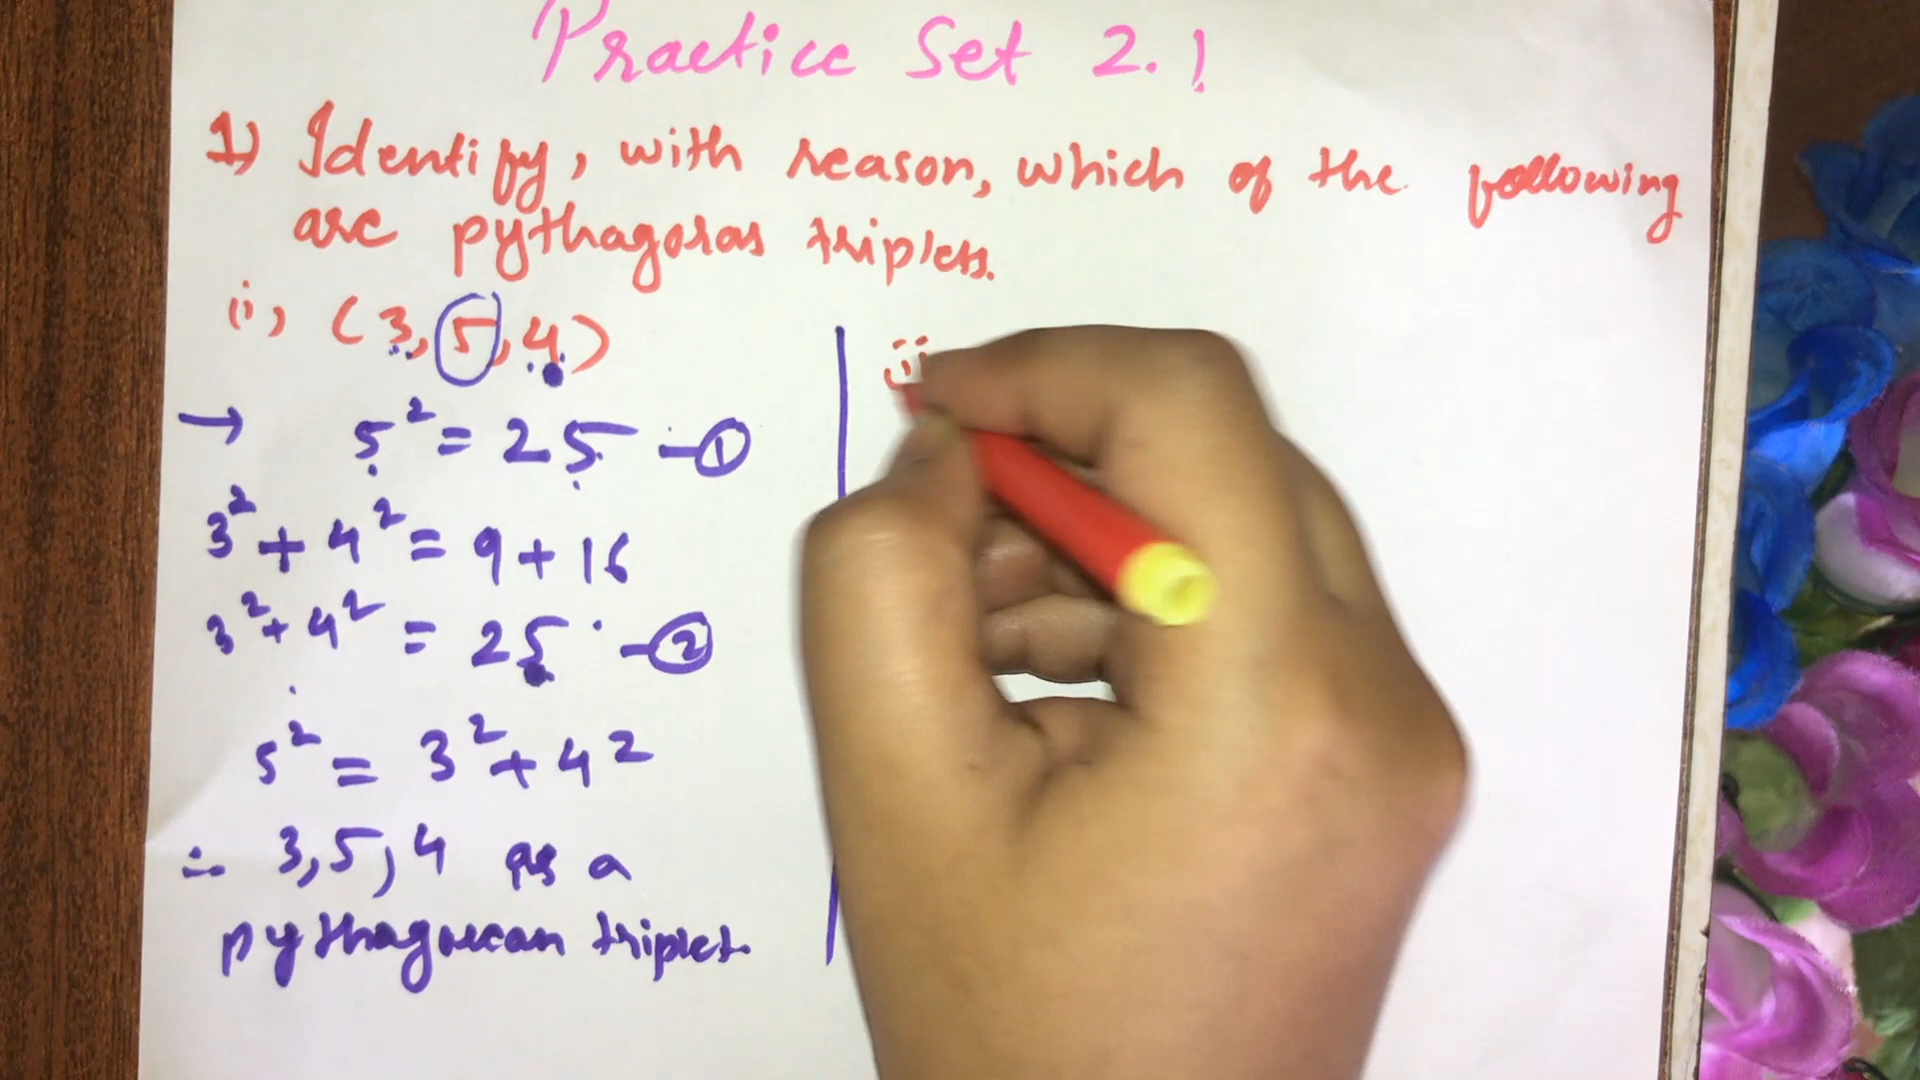 Practice Set 2.1
1) Identify, with reason, which of the following
are pythagoras triplets.
(i) (3, 5, 4)
→ 5² = 25 -①
3² + 4² = 9 + 16
3² + 4² = 25 -②
5² = 3² + 4²
∴ 3, 5, 4 is a
pythagorean triplet.
(ii